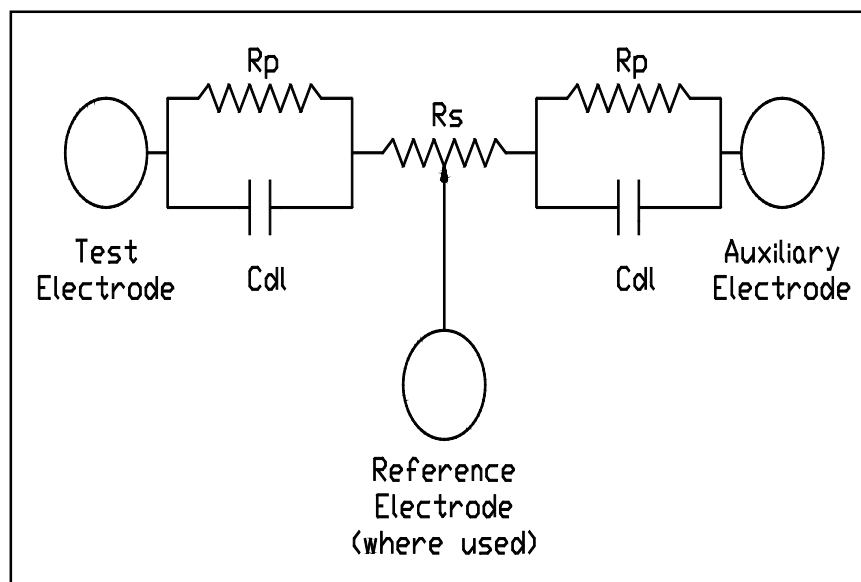 Rp
Rp
Rs
Test
Electrode
Cdl
Cdl
Auxiliary
Electrode
Reference
Electrode
(where used)